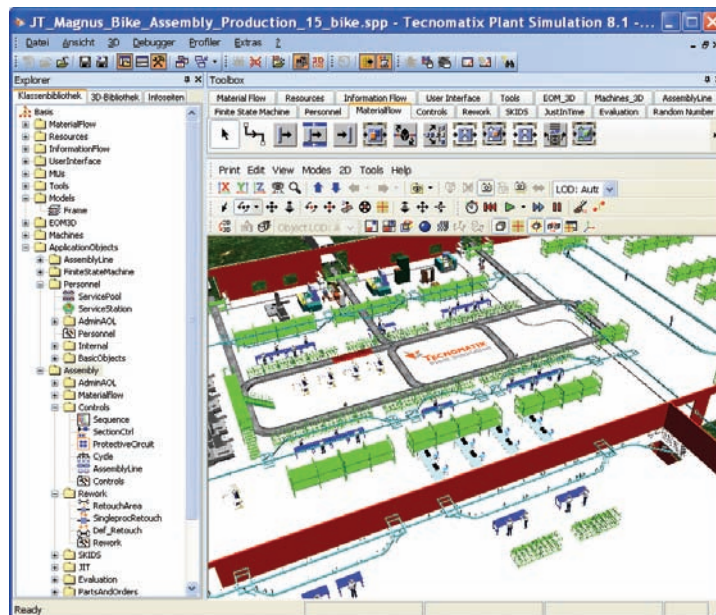 JT_Magnus_Bike_Assembly_Production_15_bike.spp - Tecnomatix Plant Simulation 8.1 -...
Datei Ansicht 3D Debugger Profiler Extras ?
Explorer
Toolbox
Klassenbibliothek 3D-Bibliothek Infoseiten
Material Flow Resources Information Flow User Interface Tools EOM_3D Machines_3D AssemblyLine
Finite State Machine Personnel Materialflow Controls Rework SKIDS JustInTime Evaluation Random Number
Basis
MaterialFlow
Resources
InformationFlow
UserInterface
MUs
Tools
Models
Frame
EOM3D
Machines
ApplicationObjects
AssemblyLine
FiniteStateMachine
Personnel
ServicePool
ServiceStation
AdminAOL
Personnel
Internal
BasicObjects
Assembly
AdminAOL
Materialflow
Controls
Sequence
SectionCtrl
ProtectiveCircuit
Cycle
AssemblyLine
Controls
Rework
RetouchArea
SingleprocRetouch
Def_Retouch
Rework
SKIDS
JIT
Evaluation
PartsAndOrders
Print Edit View Modes 2D Tools Help
LOD: Aut
Object LOD: A
TECNOMATIX
Ready